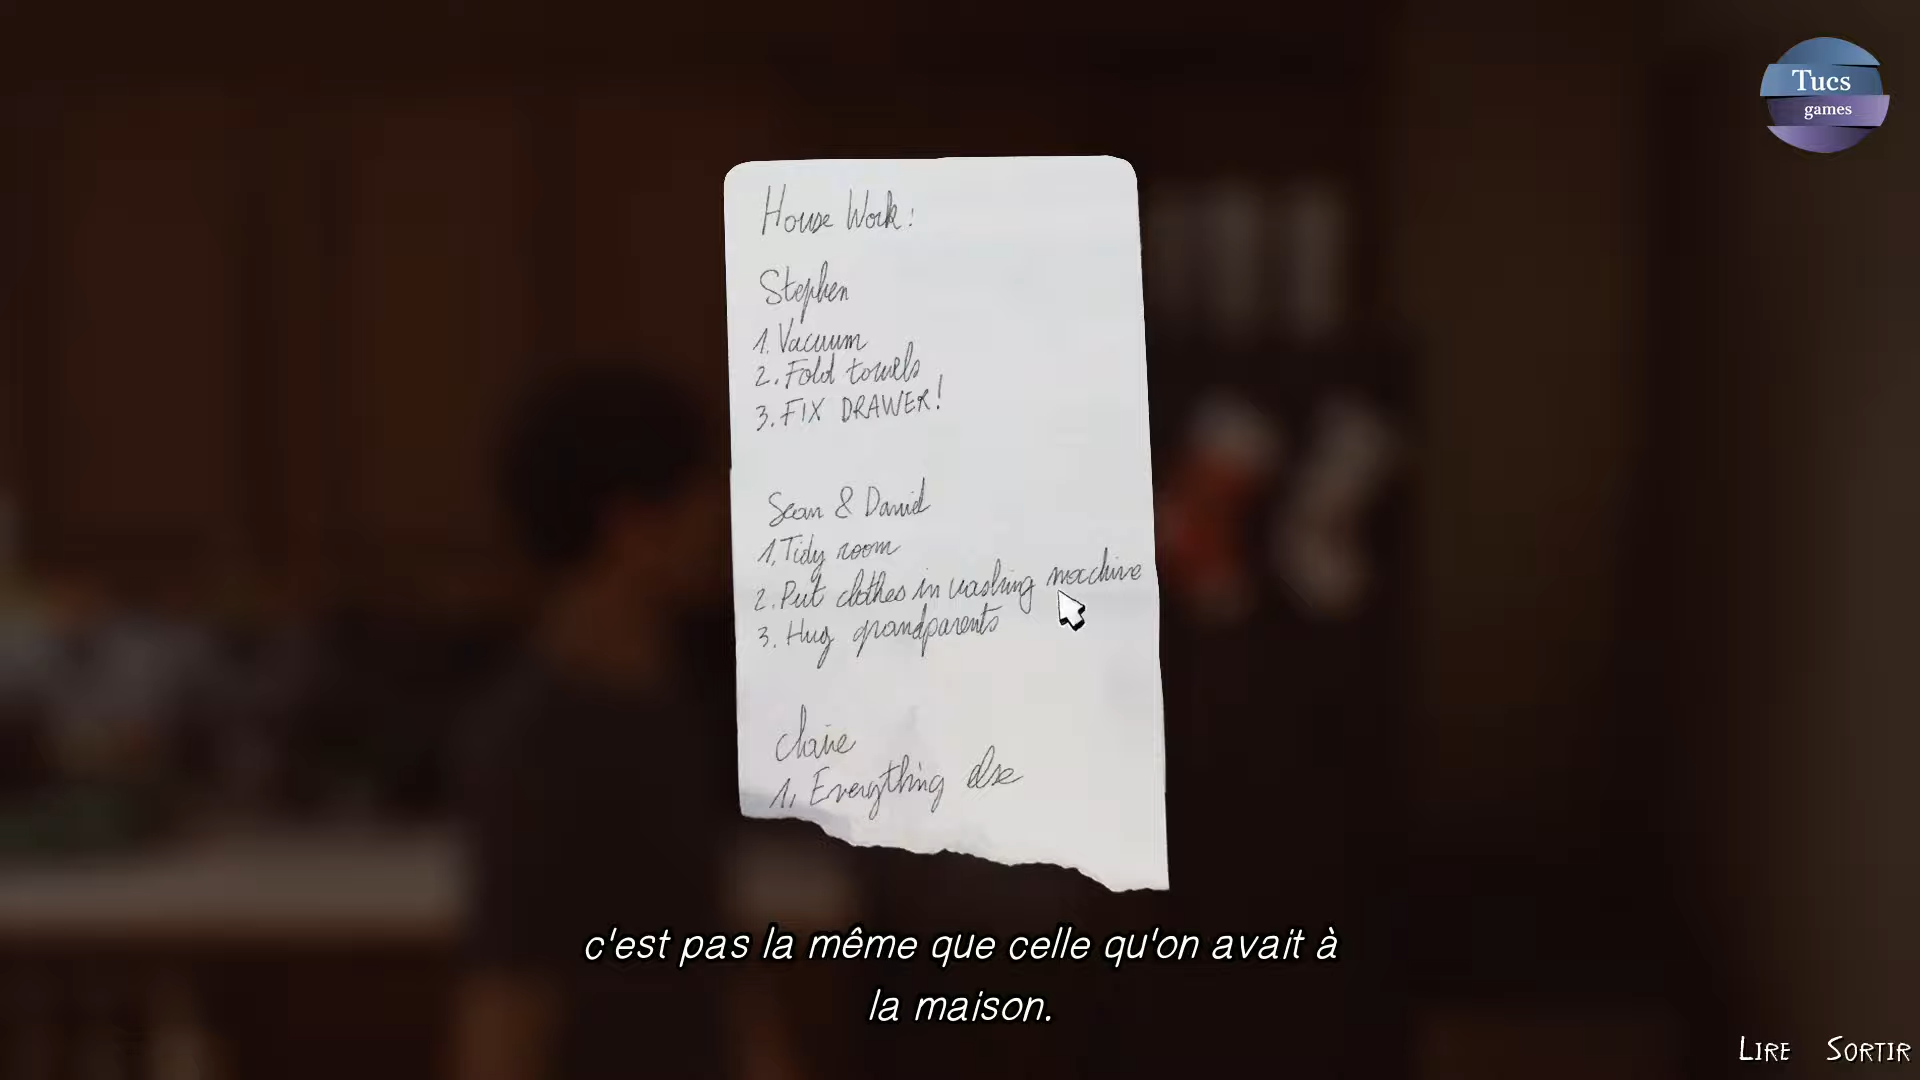 Tucs
games
House Work:
Stephen
1. Vacuum
2. Fold towels
3. FIX DRAWER!
Sean & Daniel
1. Tidy room
2. Put clothes in washing machine
3. Hug grandparents
Claire
1. Everything else
c'est pas la même que celle qu'on avait à
la maison.
LIRE SORTIR